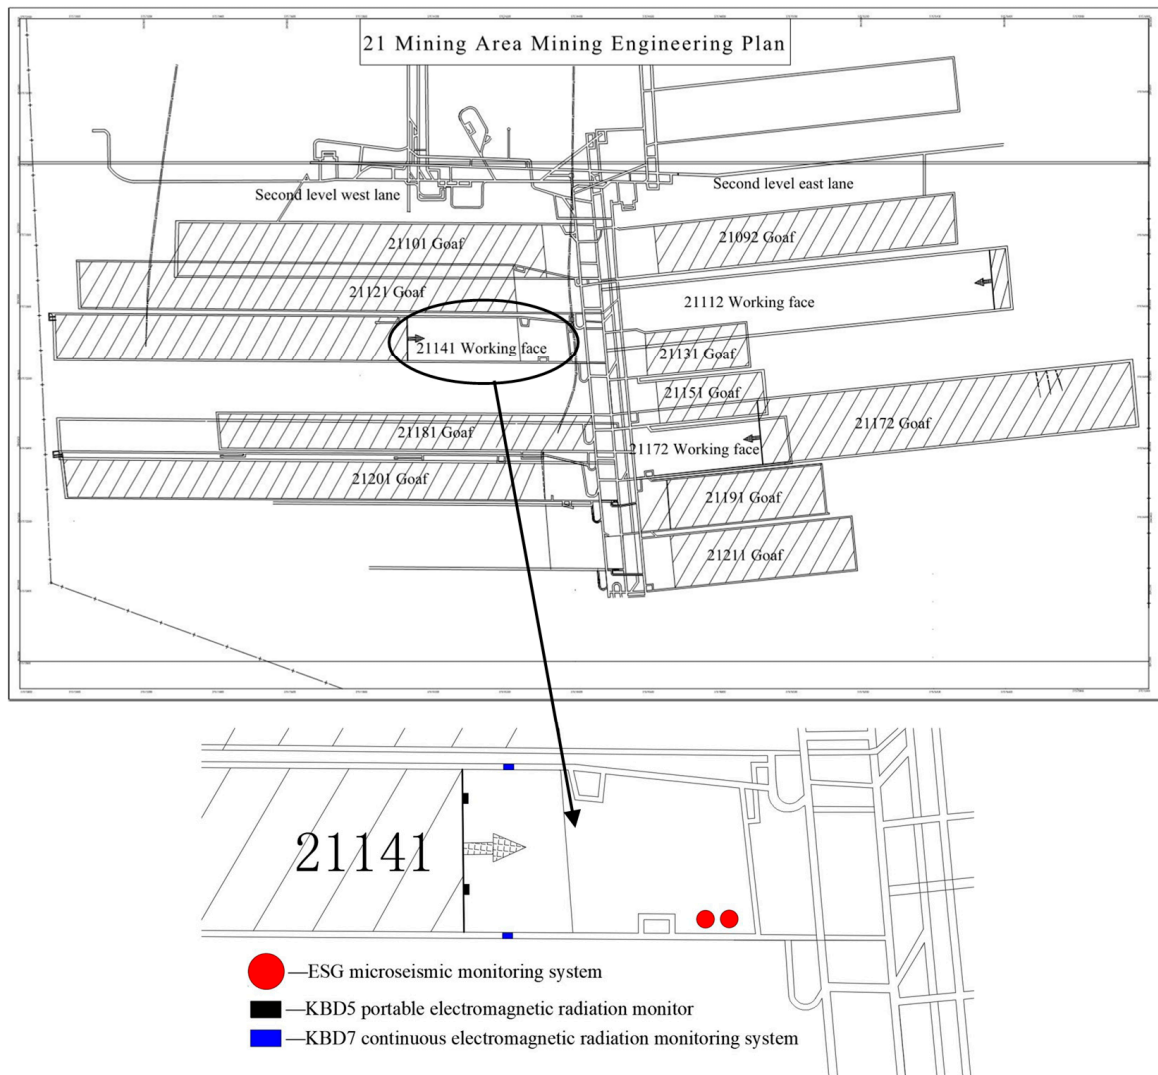 21 Mining Area Mining Engineering Plan
Second level west lane
Second level east lane
21101 Goaf
21092 Goaf
21121 Goaf
21112 Working face
21141 Working face
21131 Goaf
21151 Goaf
21181 Goaf
21172 Goaf
21172 Working face
21201 Goaf
21191 Goaf
21211 Goaf
21141
—ESG microseismic monitoring system
—KBD5 portable electromagnetic radiation monitor
—KBD7 continuous electromagnetic radiation monitoring system